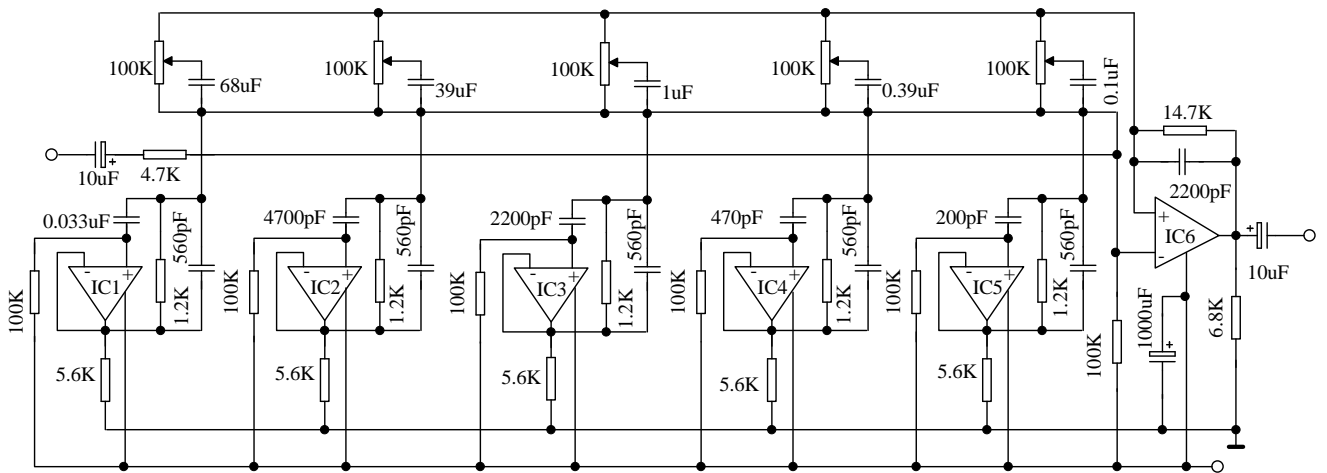 100K 100K 100K 100K 100K
68uF 39uF 1uF 0.39uF 0.1uF
14.7K
10uF + 4.7K
2200pF
0.033uF 4700pF 2200pF 470pF 200pF
560pF 560pF 560pF 560pF 560pF
- + - + - + - + - +
IC1 IC2 IC3 IC4 IC5
+
IC6
-
+
10uF
100K 100K 100K 100K 100K
1.2K 1.2K 1.2K 1.2K 1.2K
1000uF +
6.8K
100K
5.6K 5.6K 5.6K 5.6K 5.6K